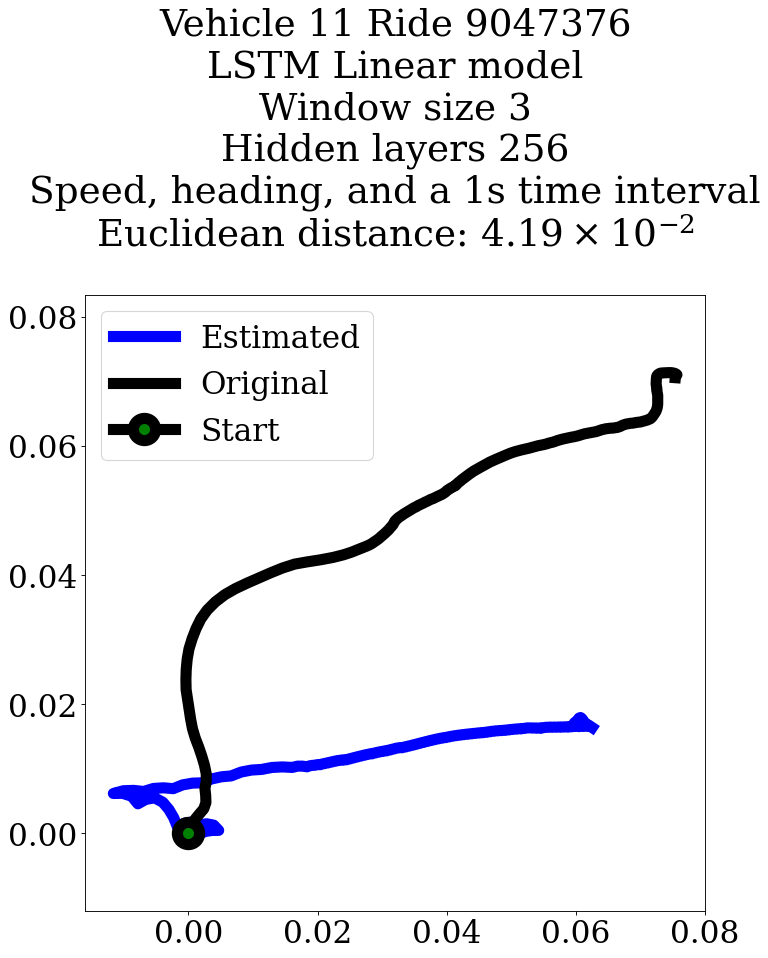 Vehicle 11 Ride 9047376
LSTM Linear model
Window size 3
Hidden layers 256
Speed, heading, and a 1s time interval
Euclidean distance: 4.19 × 10⁻²
Estimated
Original
Start
0.08
0.06
0.04
0.02
0.00
0.00 0.02 0.04 0.06 0.08